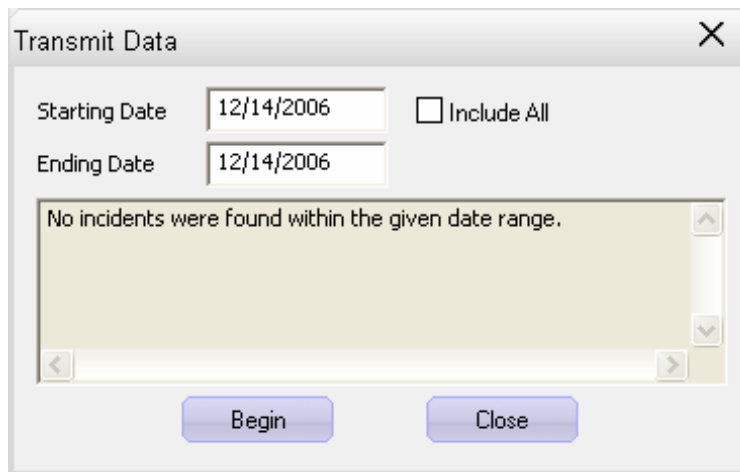 Transmit Data
Starting Date 12/14/2006 Include All
Ending Date 12/14/2006
No incidents were found within the given date range.
Begin Close